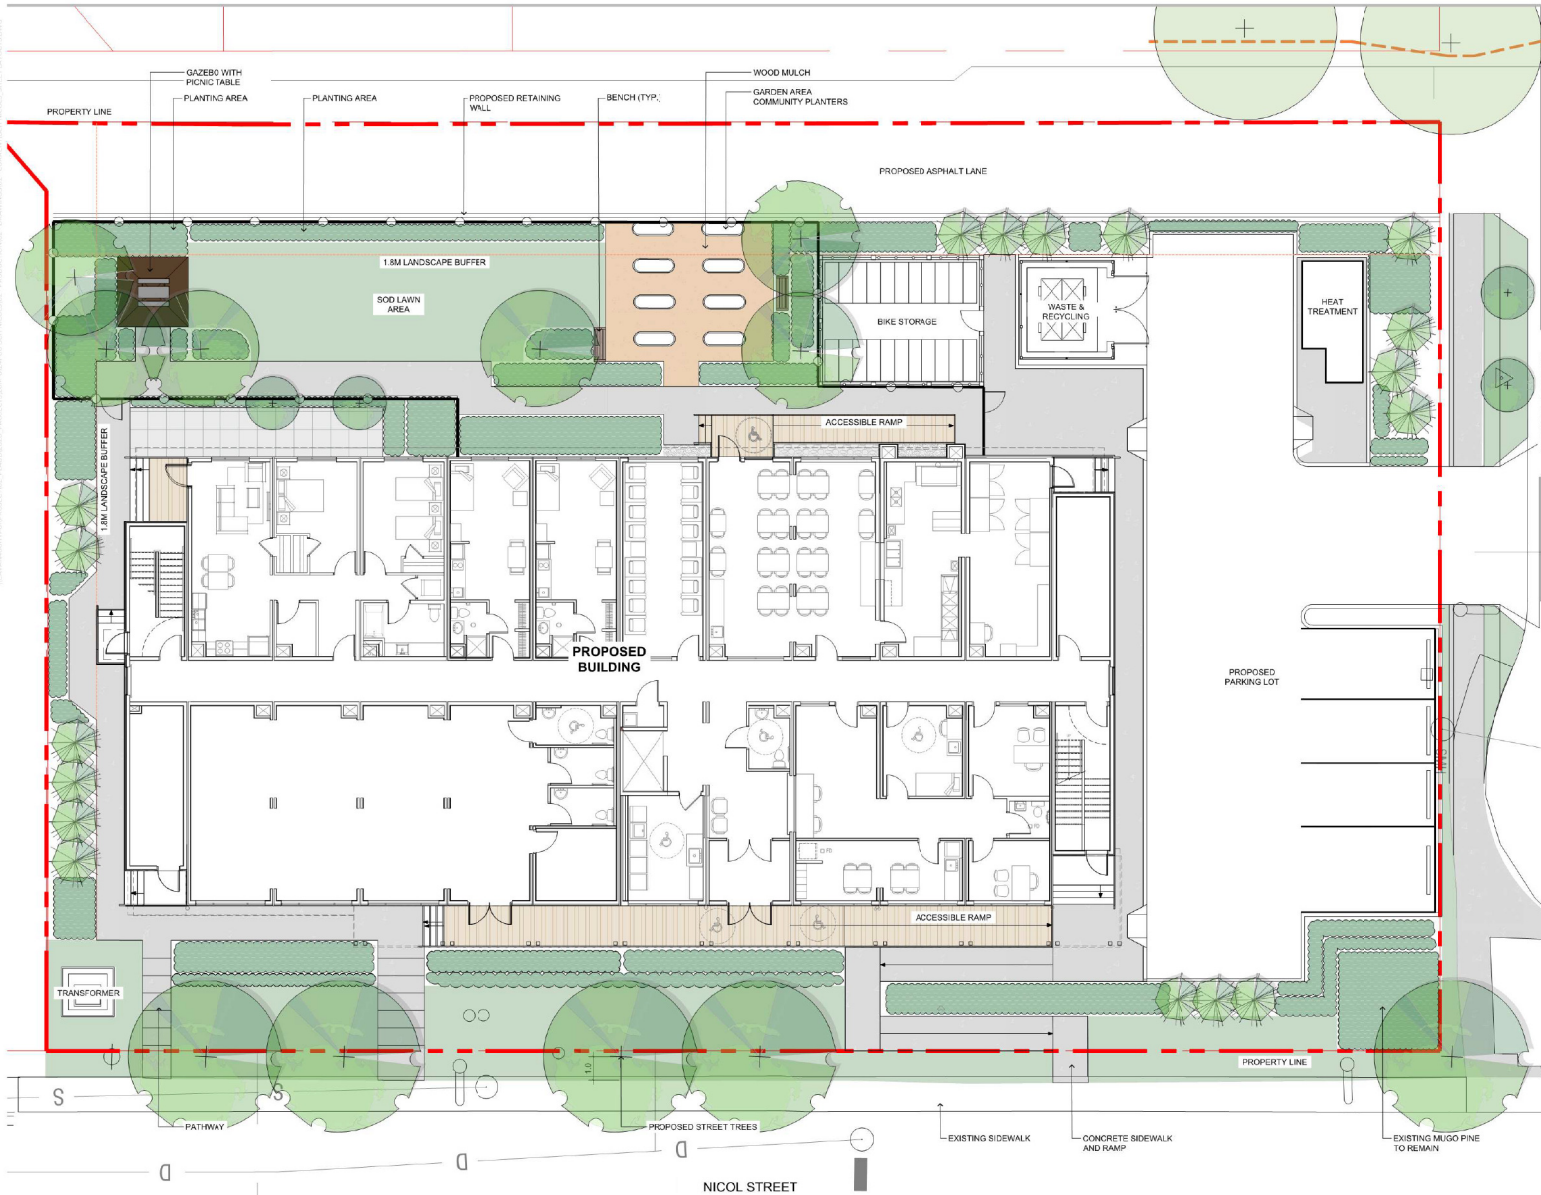 GAZEBO WITH
PICNIC TABLE
PLANTING AREA
PLANTING AREA
PROPERTY LINE
PROPOSED RETAINING
WALL
BENCH (TYP.)
WOOD MULCH
GARDEN AREA
COMMUNITY PLANTERS
PROPOSED ASPHALT LANE
1.8M LANDSCAPE BUFFER
SOD LAWN
AREA
BIKE STORAGE
WASTE &
RECYCLING
HEAT
TREATMENT
ACCESSIBLE RAMP
1.8M LANDSCAPE BUFFER
PROPOSED
BUILDING
PROPOSED
PARKING LOT
ACCESSIBLE RAMP
TRANSFORMER
1.0
PROPERTY LINE
S
S
PATHWAY
PROPOSED STREET TREES
EXISTING SIDEWALK
CONCRETE SIDEWALK
AND RAMP
EXISTING MUGO PINE
TO REMAIN
D
D
D
NICOL STREET